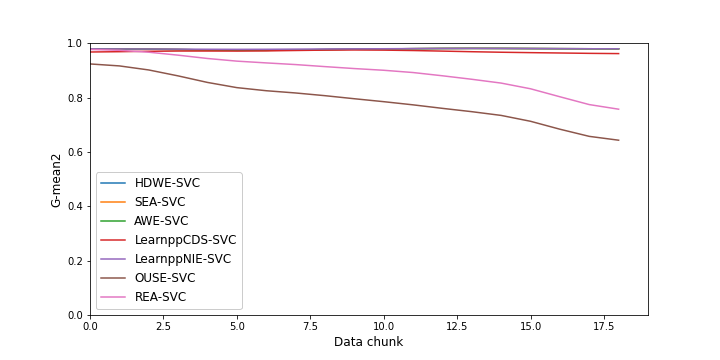 1.0
0.8
0.6
0.4
0.2
0.0
G-mean2
HDWE-SVC
SEA-SVC
AWE-SVC
LearnppCDS-SVC
LearnppNIE-SVC
OUSE-SVC
REA-SVC
0.0 2.5 5.0 7.5 10.0 12.5 15.0 17.5
Data chunk